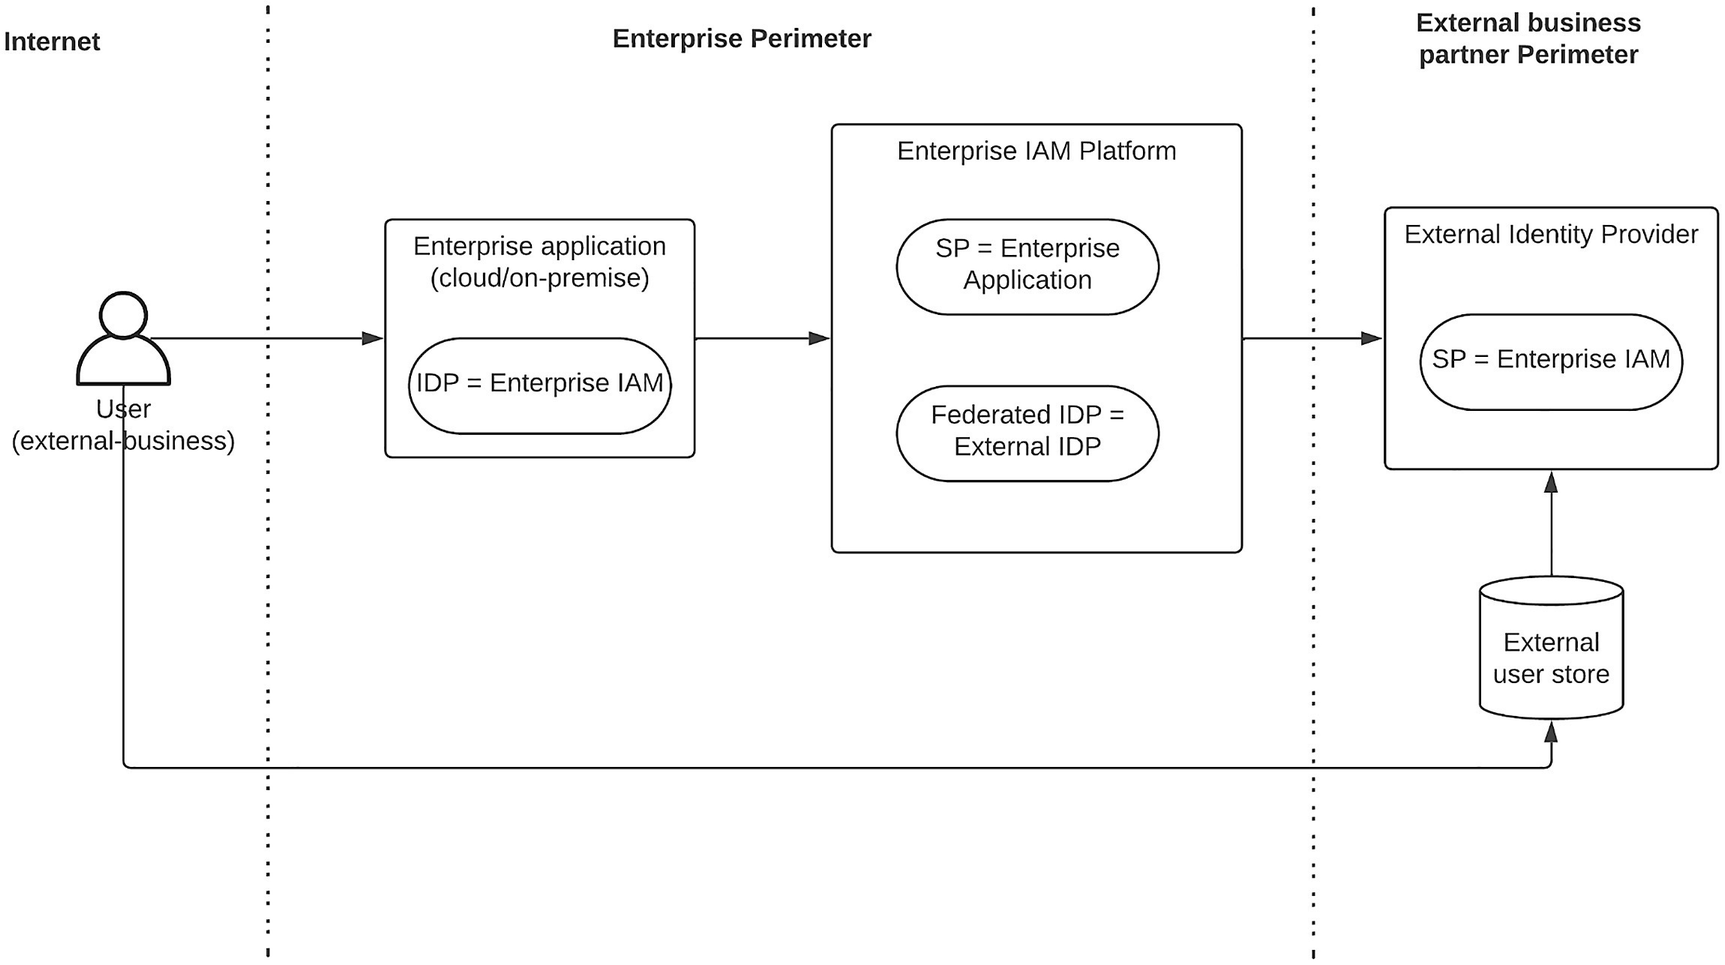 Internet
Enterprise Perimeter
External business
partner Perimeter
User
(external-business)
Enterprise application
(cloud/on-premise)
IDP = Enterprise IAM
Enterprise IAM Platform
SP = Enterprise
Application
Federated IDP =
External IDP
External Identity Provider
SP = Enterprise IAM
External
user store